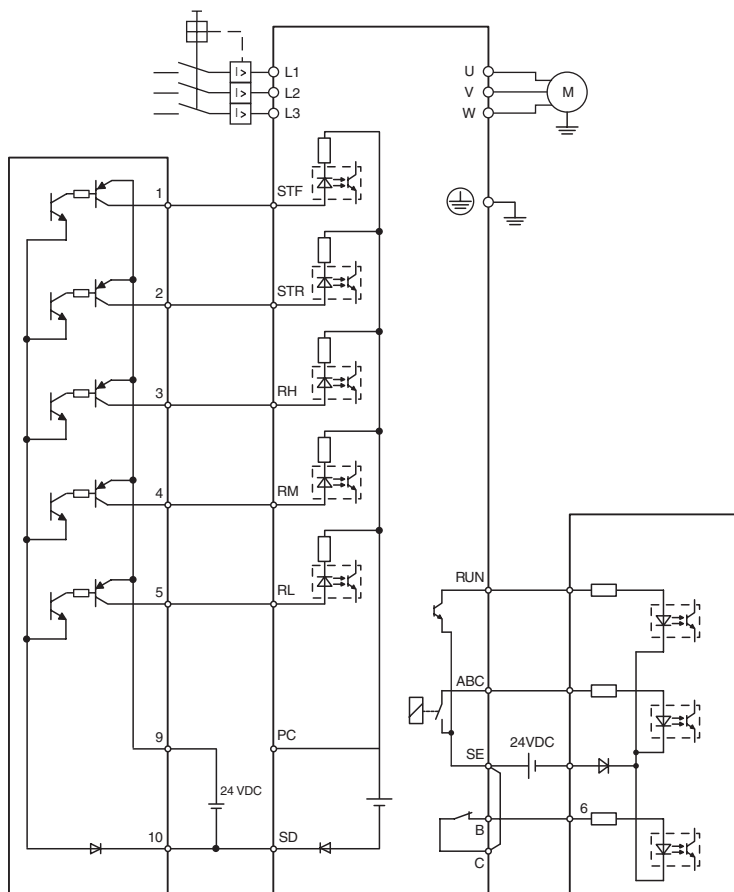 I> L1
I> L2
I> L3
U
V
W
M
1 STF
2 STR
3 RH
4 RM
5 RL
RUN
ABC
SE 24VDC
9 PC
24 VDC
10 SD
B 6
C